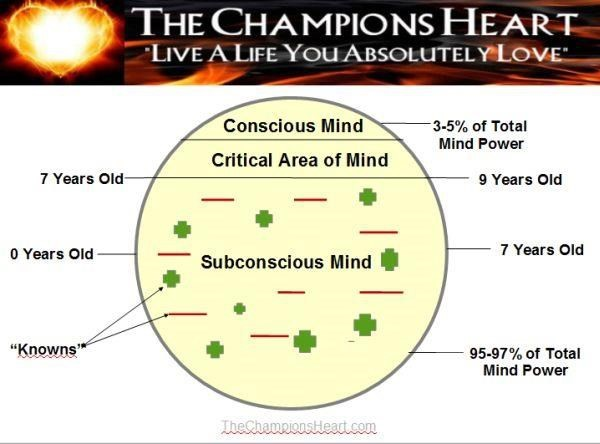 THE CHAMPIONS HEART
"LIVE A LIFE YOU ABSOLUTELY LOVE"
Conscious Mind
3-5% of Total
Mind Power
Critical Area of Mind
7 Years Old
9 Years Old
0 Years Old
Subconscious Mind
7 Years Old
"Knowns"
95-97% of Total
Mind Power
TheChampionsHeart.com